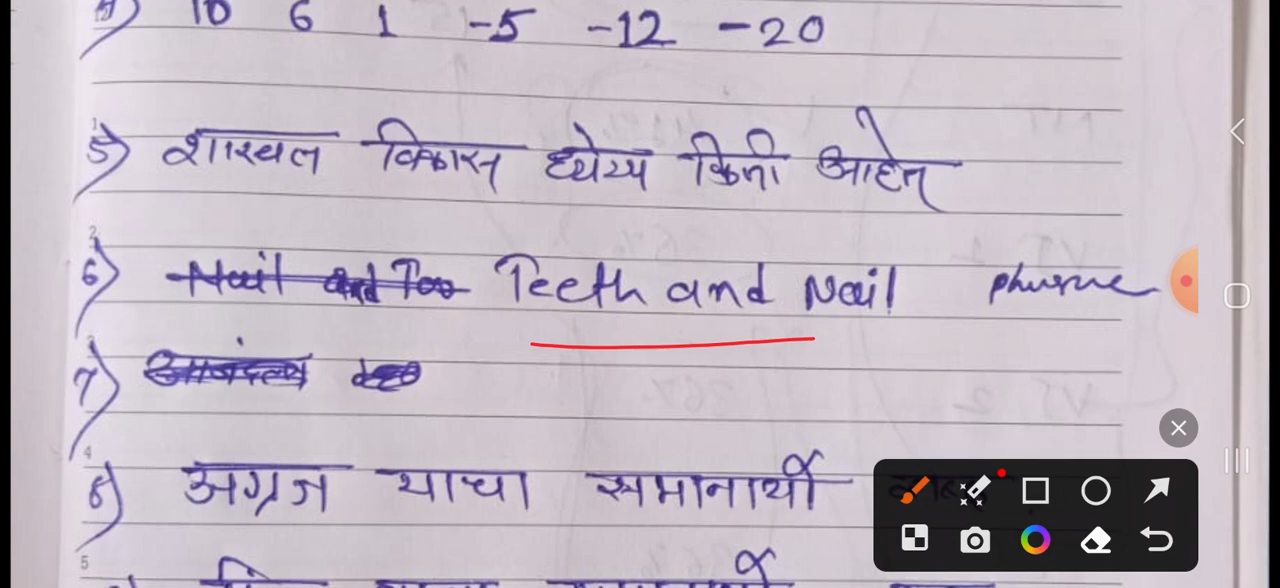 10 6 1 -5 -12 -20
5) शाश्वत विकास ध्येय्य किती आहेत
6) Teeth and Nail phrase
7)
8) अग्रज याचा समानार्थी